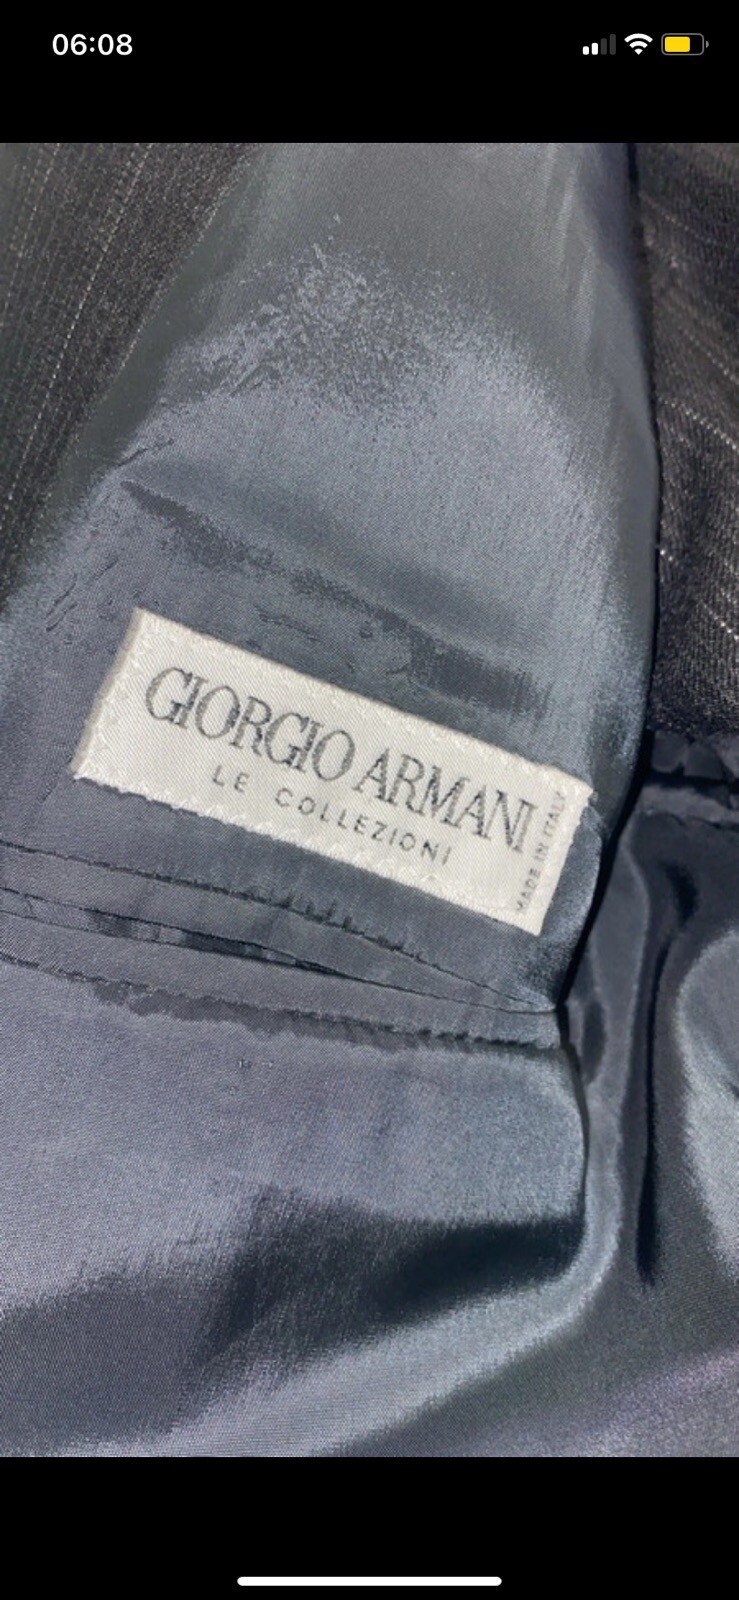 06:08
GIORGIO ARMANI
LE COLLEZIONI
MADE IN ITALY